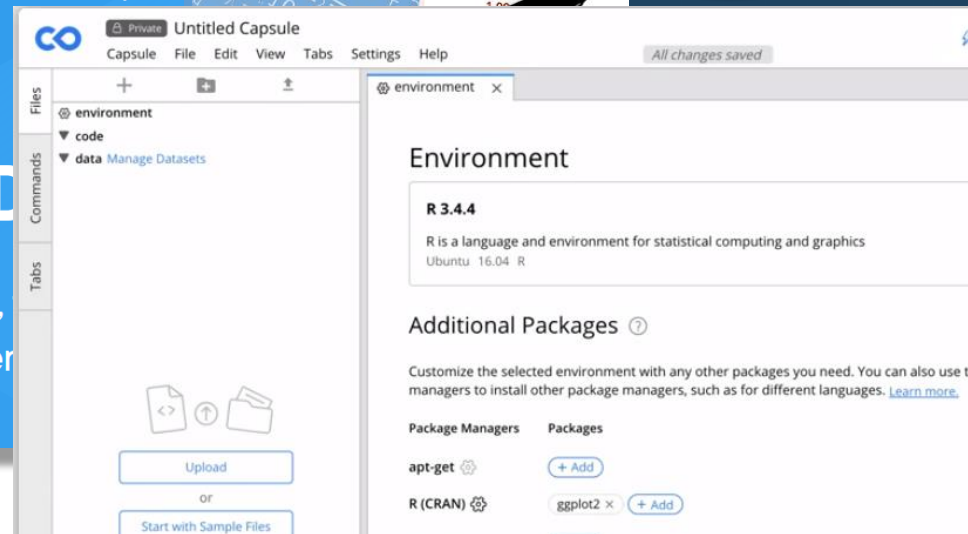 1.00
Private Untitled Capsule
Capsule File Edit View Tabs Settings Help
All changes saved
Files
Commands
Tabs
environment
code
data Manage Datasets
Upload
or
Start with Sample Files
environment ×
Environment
R 3.4.4
R is a language and environment for statistical computing and graphics
Ubuntu 16.04 R
Additional Packages ?
Customize the selected environment with any other packages you need. You can also use t
managers to install other package managers, such as for different languages. Learn more.
Package Managers Packages
apt-get + Add
R (CRAN) ggplot2 × + Add